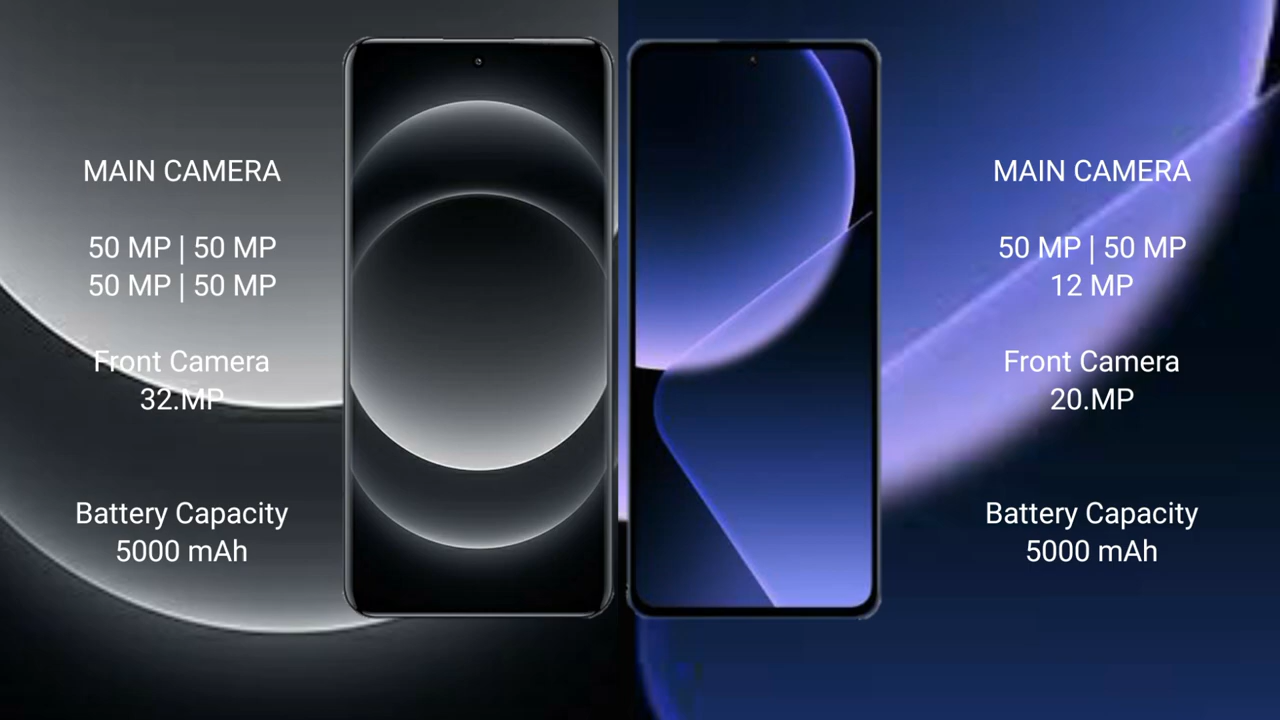 MAIN CAMERA
50 MP | 50 MP
50 MP | 50 MP
Front Camera
32.MP
Battery Capacity
5000 mAh
MAIN CAMERA
50 MP | 50 MP
12 MP
Front Camera
20.MP
Battery Capacity
5000 mAh